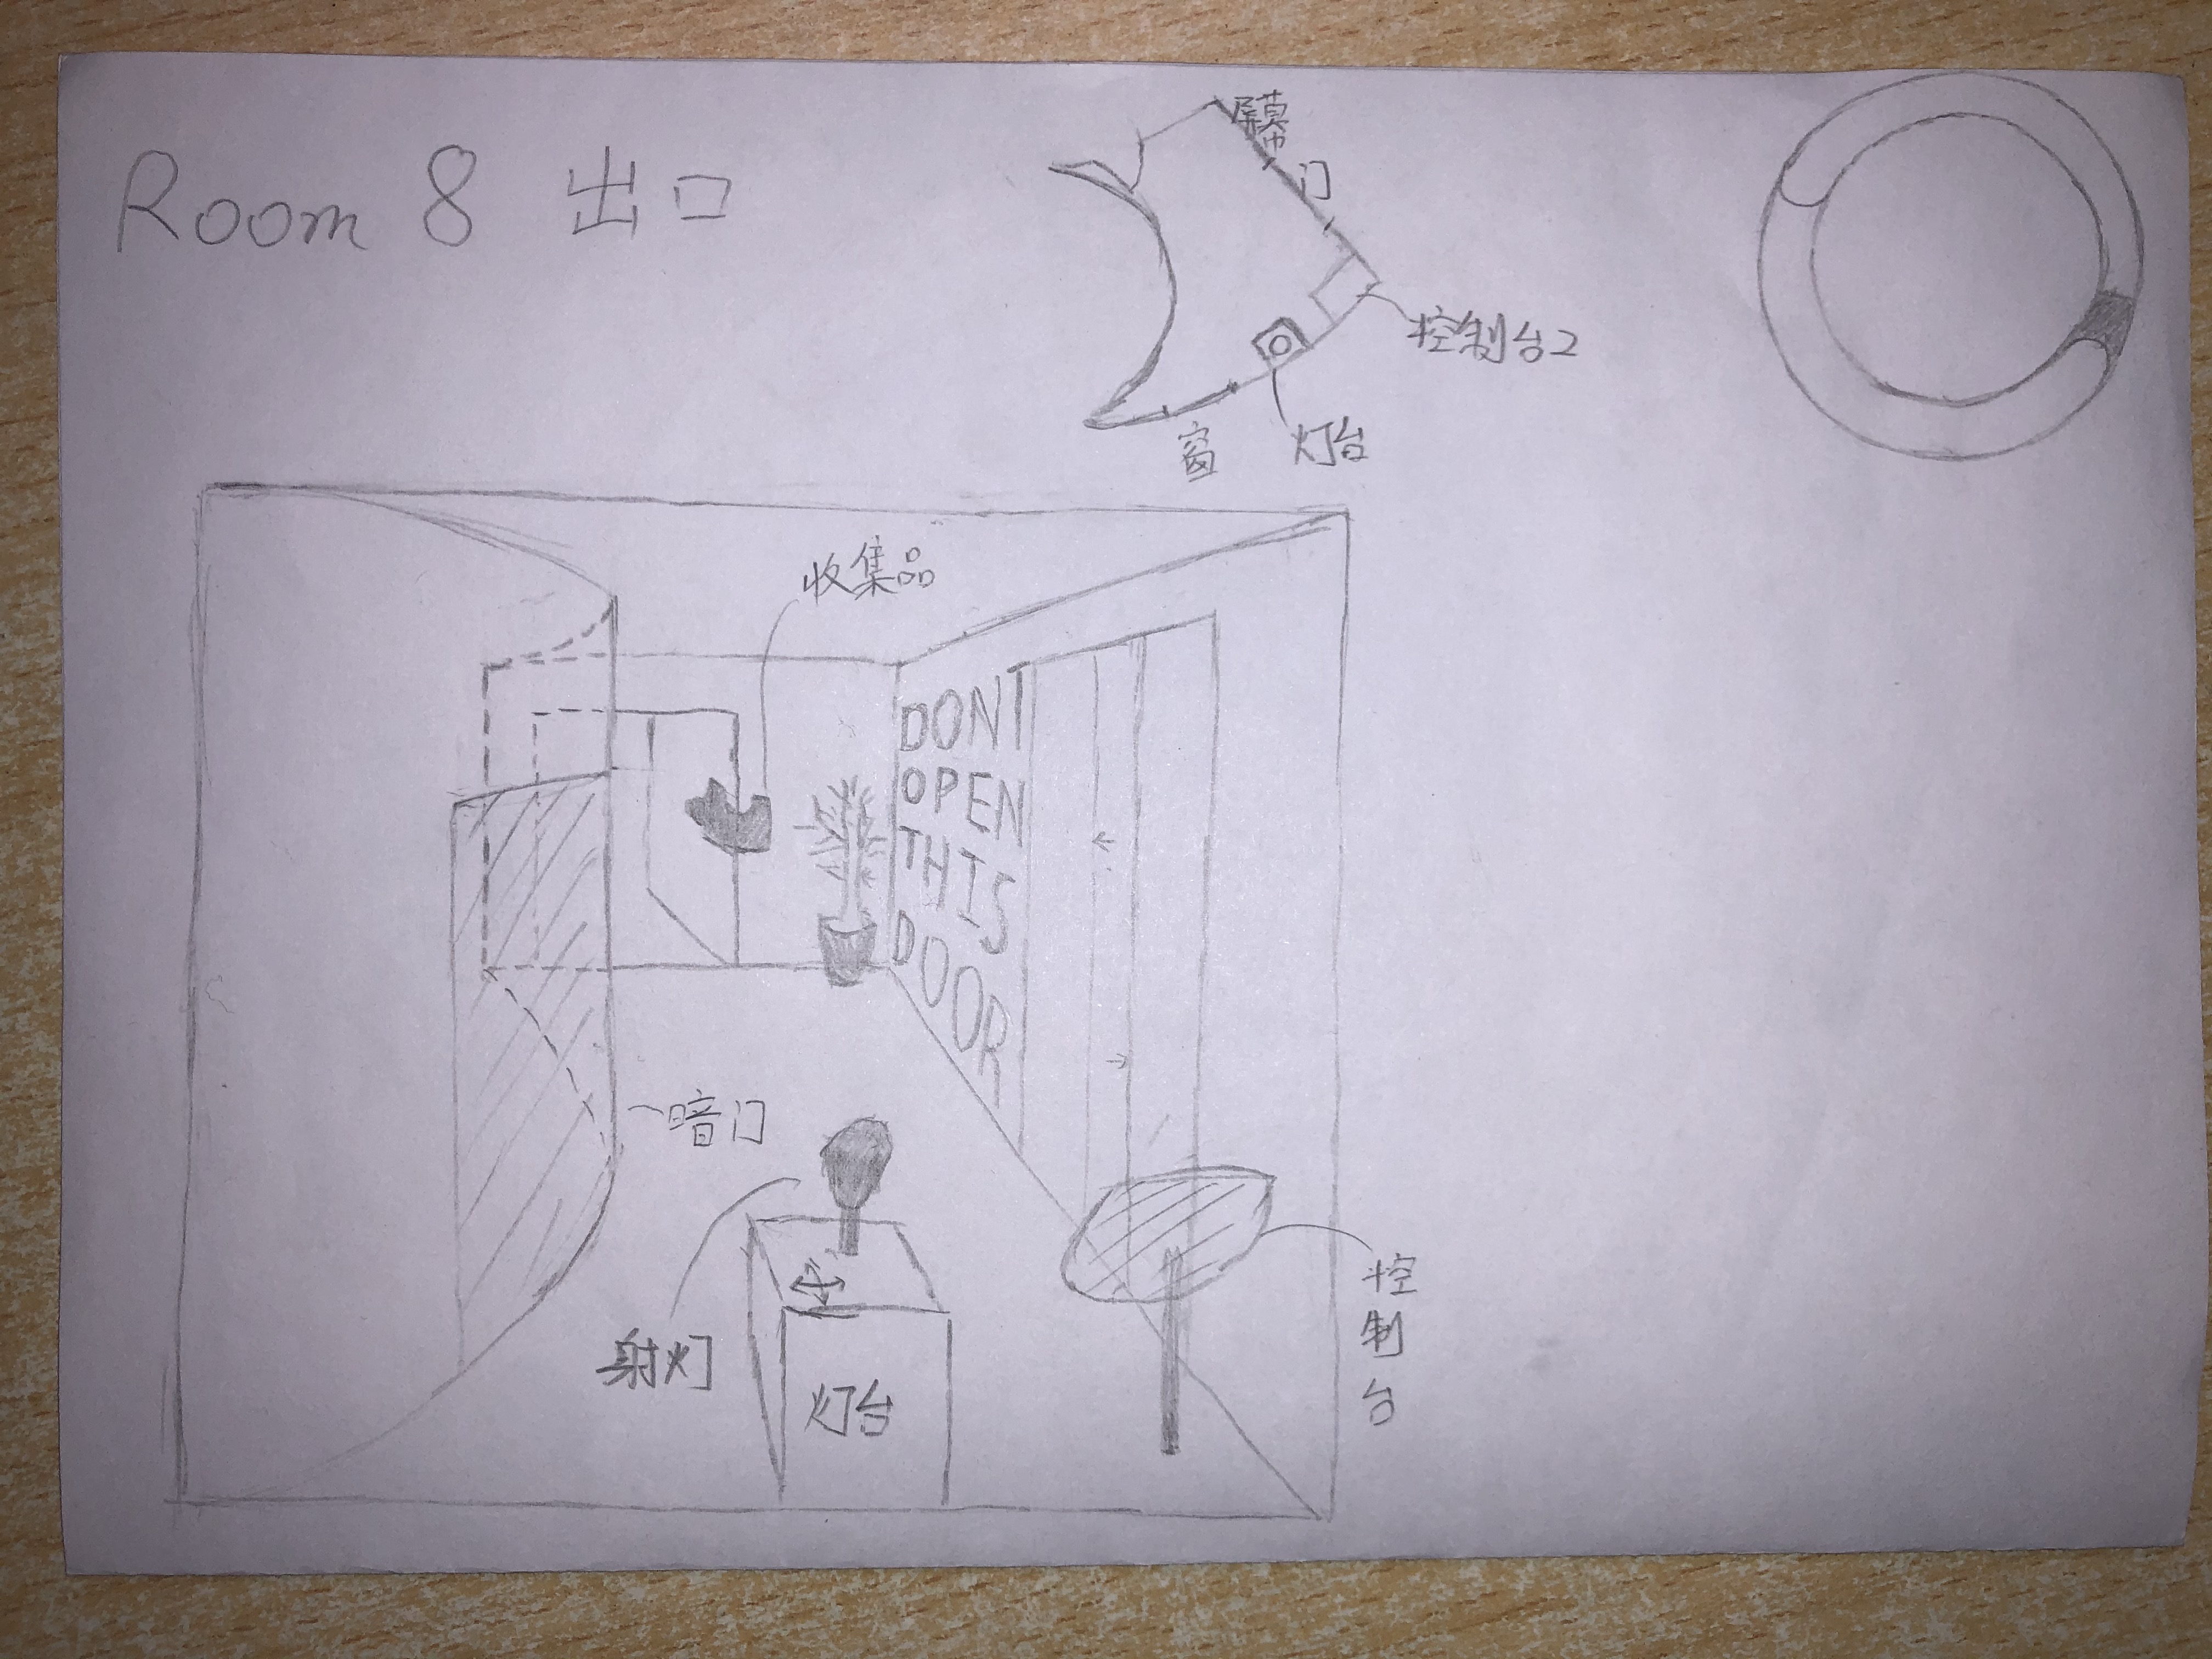 Room 8 出口
屏幕
门
控制台2
灯台
窗
收集品
DONT
OPEN
THIS
DOOR
暗门
射灯
灯台
控制台